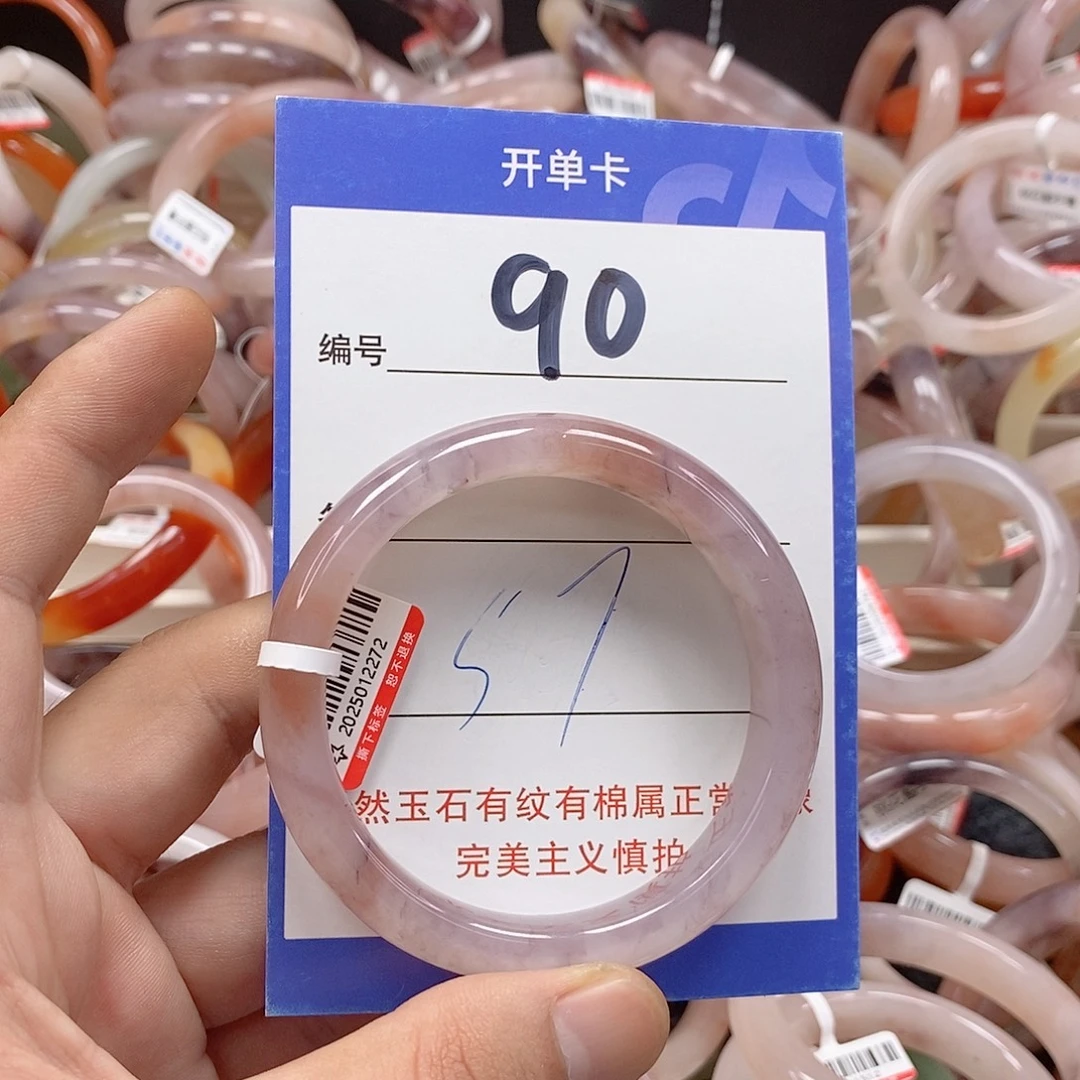 开单卡
编号 90
57
2025012272
撕下标签 恕不退换
然玉石有纹有棉属正常
完美主义慎拍